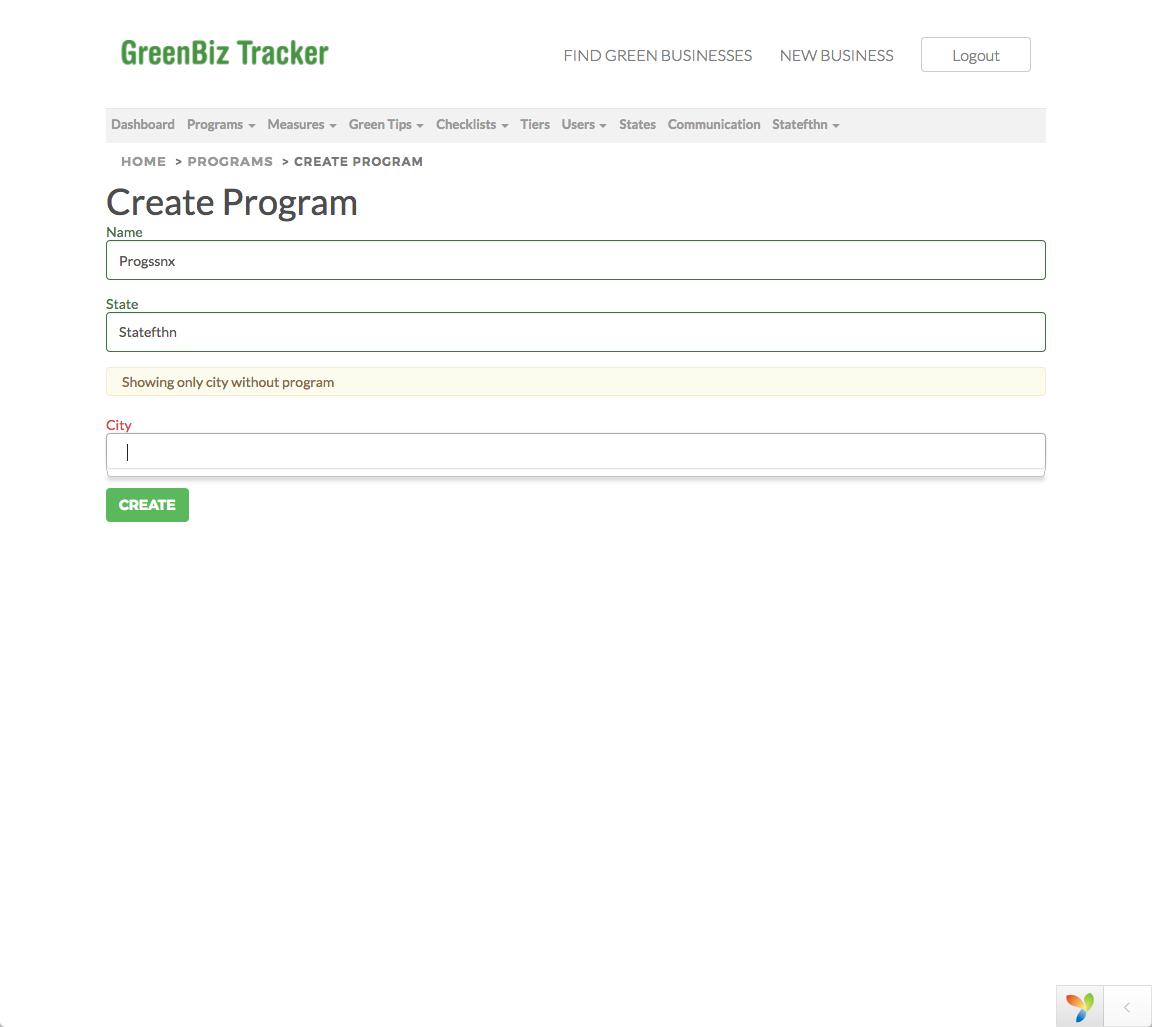 GreenBiz Tracker
FIND GREEN BUSINESSES NEW BUSINESS Logout
Dashboard Programs Measures Green Tips Checklists Tiers Users States Communication Statefthn
HOME > PROGRAMS > CREATE PROGRAM
Create Program
Name
Progssnx
State
Statefthn
Showing only city without program
City
CREATE